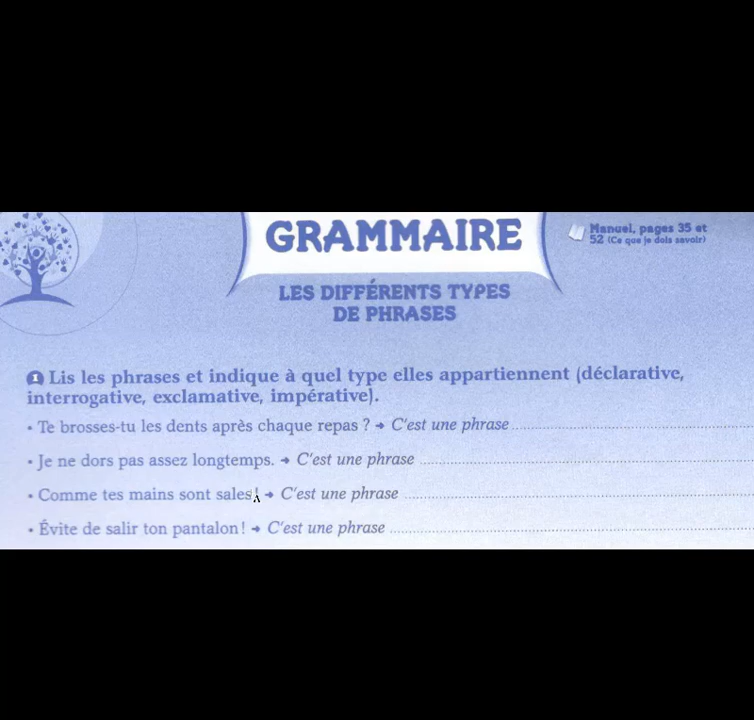 GRAMMAIRE
Manuel, pages 35 et
52 (Ce que je dois savoir)
LES DIFFÉRENTS TYPES
DE PHRASES
1 Lis les phrases et indique à quel type elles appartiennent (déclarative,
interrogative, exclamative, impérative).
• Te brosses-tu les dents après chaque repas ? → C'est une phrase ........................
• Je ne dors pas assez longtemps. → C'est une phrase ........................
• Comme tes mains sont sales! → C'est une phrase ........................
• Évite de salir ton pantalon! → C'est une phrase ........................